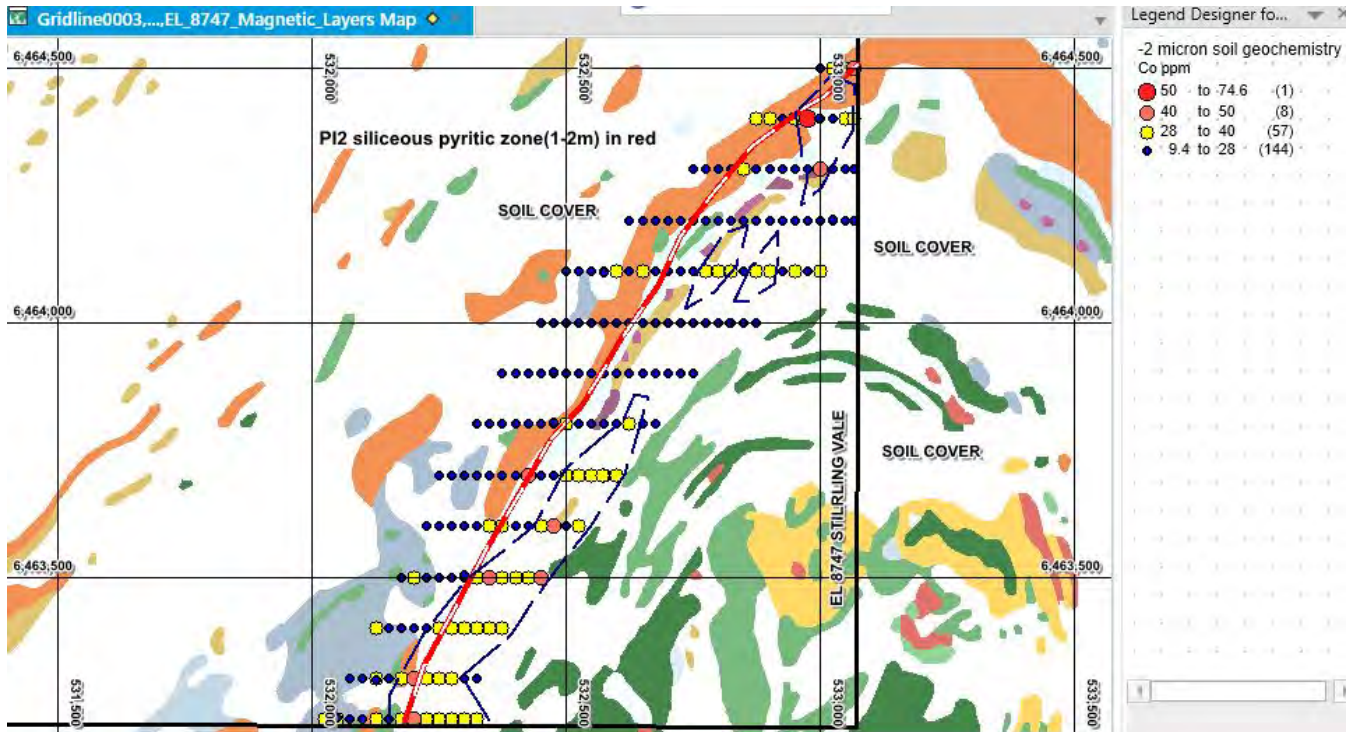 Gridline0003,...,EL_8747_Magnetic_Layers Map
Legend Designer fo...
-2 micron soil geochemistry
Co ppm
50 to 74.6 (1)
40 to 50 (8)
28 to 40 (57)
9.4 to 28 (144)
6,464,500
532,000
532,500
533,000
6,464,500
PI2 siliceous pyritic zone(1-2m) in red
SOIL COVER
SOIL COVER
6,464,000
6,464,000
EL 8747 STILRLING VALE
SOIL COVER
6,463,500
6,463,500
531,500
532,000
532,500
533,000
533,500